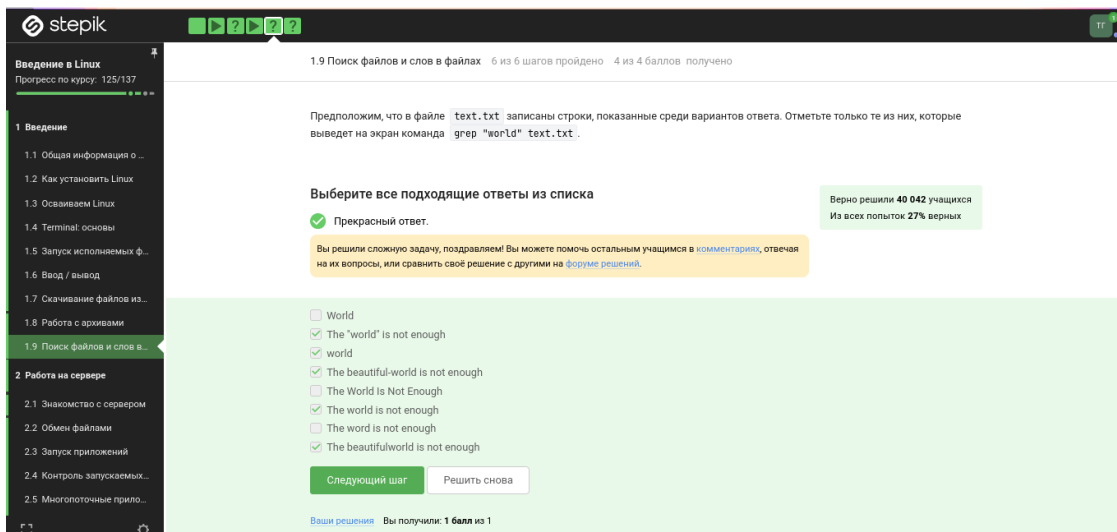 stepik
ТГ
1
Введение в Linux
Прогресс по курсу: 125/137
1 Введение
1.1 Общая информация о ...
1.2 Как установить Linux
1.3 Осваиваем Linux
1.4 Terminal: основы
1.5 Запуск исполняемых ф...
1.6 Ввод / вывод
1.7 Скачивание файлов из...
1.8 Работа с архивами
1.9 Поиск файлов и слов в...
2 Работа на сервере
2.1 Знакомство с сервером
2.2 Обмен файлами
2.3 Запуск приложений
2.4 Контроль запускаемых...
2.5 Многопоточные прило...
1.9 Поиск файлов и слов в файлах 6 из 6 шагов пройдено 4 из 4 баллов получено
Предположим, что в файле text.txt записаны строки, показанные среди вариантов ответа. Отметьте только те из них, которые
выведет на экран команда grep "world" text.txt.
Выберите все подходящие ответы из списка
Прекрасный ответ.
Верно решили 40 042 учащихся
Из всех попыток 27% верных
Вы решили сложную задачу, поздравляем! Вы можете помочь остальным учащимся в комментариях, отвечая
на их вопросы, или сравнить своё решение с другими на форуме решений.
World
The "world" is not enough
world
The beautiful-world is not enough
The World Is Not Enough
The world is not enough
The word is not enough
The beautifulworld is not enough
Следующий шаг Решить снова
Ваши решения Вы получили: 1 балл из 1